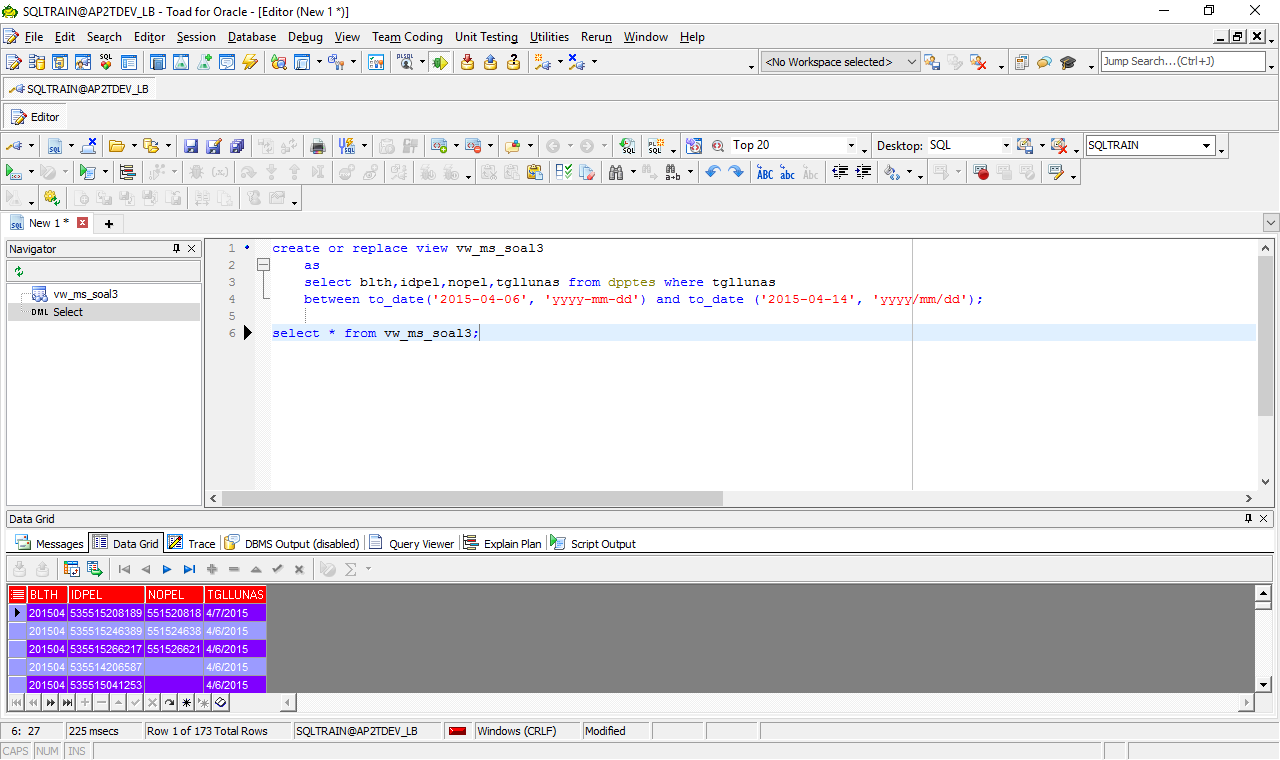 SQLTRAIN@AP2TDEV_LB - Toad for Oracle - [Editor (New 1 *)]
File Edit Search Editor Session Database Debug View Team Coding Unit Testing Utilities Rerun Window Help
<No Workspace selected> Jump Search...(Ctrl+J)
SQLTRAIN@AP2TDEV_LB
Editor
Top 20 Desktop: SQL SQLTRAIN
New 1 *
Navigator
vw_ms_soal3
DML Select
1 create or replace view vw_ms_soal3
2 as
3 select blth,idpel,nopel,tgllunas from dpptes where tgllunas
4 between to_date('2015-04-06', 'yyyy-mm-dd') and to_date ('2015-04-14', 'yyyy/mm/dd');
5
6 select * from vw_ms_soal3;
Data Grid
Messages Data Grid Trace DBMS Output (disabled) Query Viewer Explain Plan Script Output
BLTH IDPEL NOPEL TGLLUNAS
201504 535515208189 551520818 4/7/2015
201504 535515246389 551524638 4/6/2015
201504 535515266217 551526621 4/6/2015
201504 535514206587 4/6/2015
201504 535515041253 4/6/2015
6: 27 225 msecs Row 1 of 173 Total Rows SQLTRAIN@AP2TDEV_LB Windows (CRLF) Modified
CAPS NUM INS